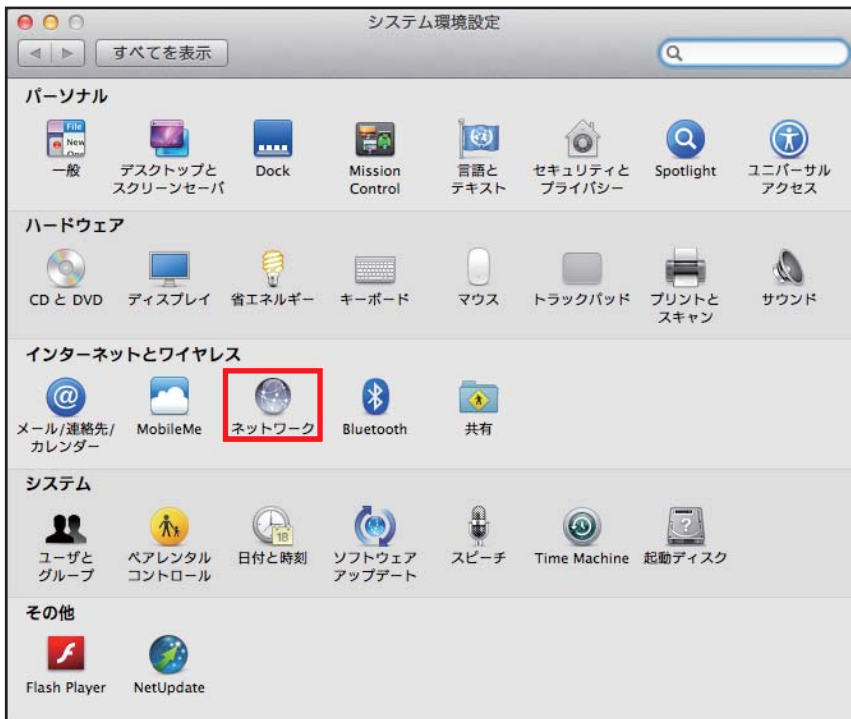 システム環境設定
すべてを表示
パーソナル
File
New
一般
デスクトップと
スクリーンセーバ
Dock
Mission
Control
言語と
テキスト
セキュリティと
プライバシー
Spotlight
ユニバーサル
アクセス
ハードウェア
CD と DVD
ディスプレイ
省エネルギー
キーボード
マウス
トラックパッド
プリントと
スキャン
サウンド
インターネットとワイヤレス
@
メール/連絡先/
カレンダー
MobileMe
ネットワーク
Bluetooth
共有
システム
ユーザと
グループ
ペアレンタル
コントロール
18
日付と時刻
ソフトウェア
アップデート
スピーチ
Time Machine
?
起動ディスク
その他
Flash Player
NetUpdate